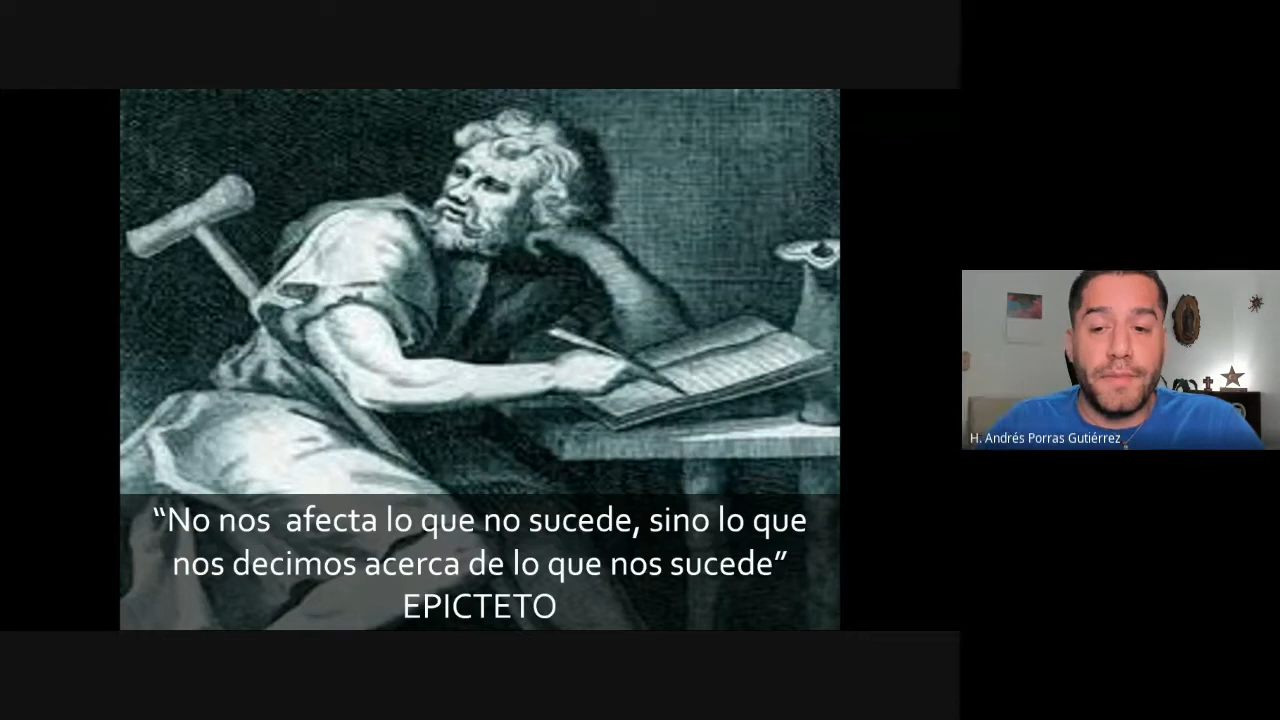 “No nos  afecta lo que no sucede, sino lo que
nos decimos acerca de lo que nos sucede”
EPICTETO
H. Andrés Porras Gutiérrez